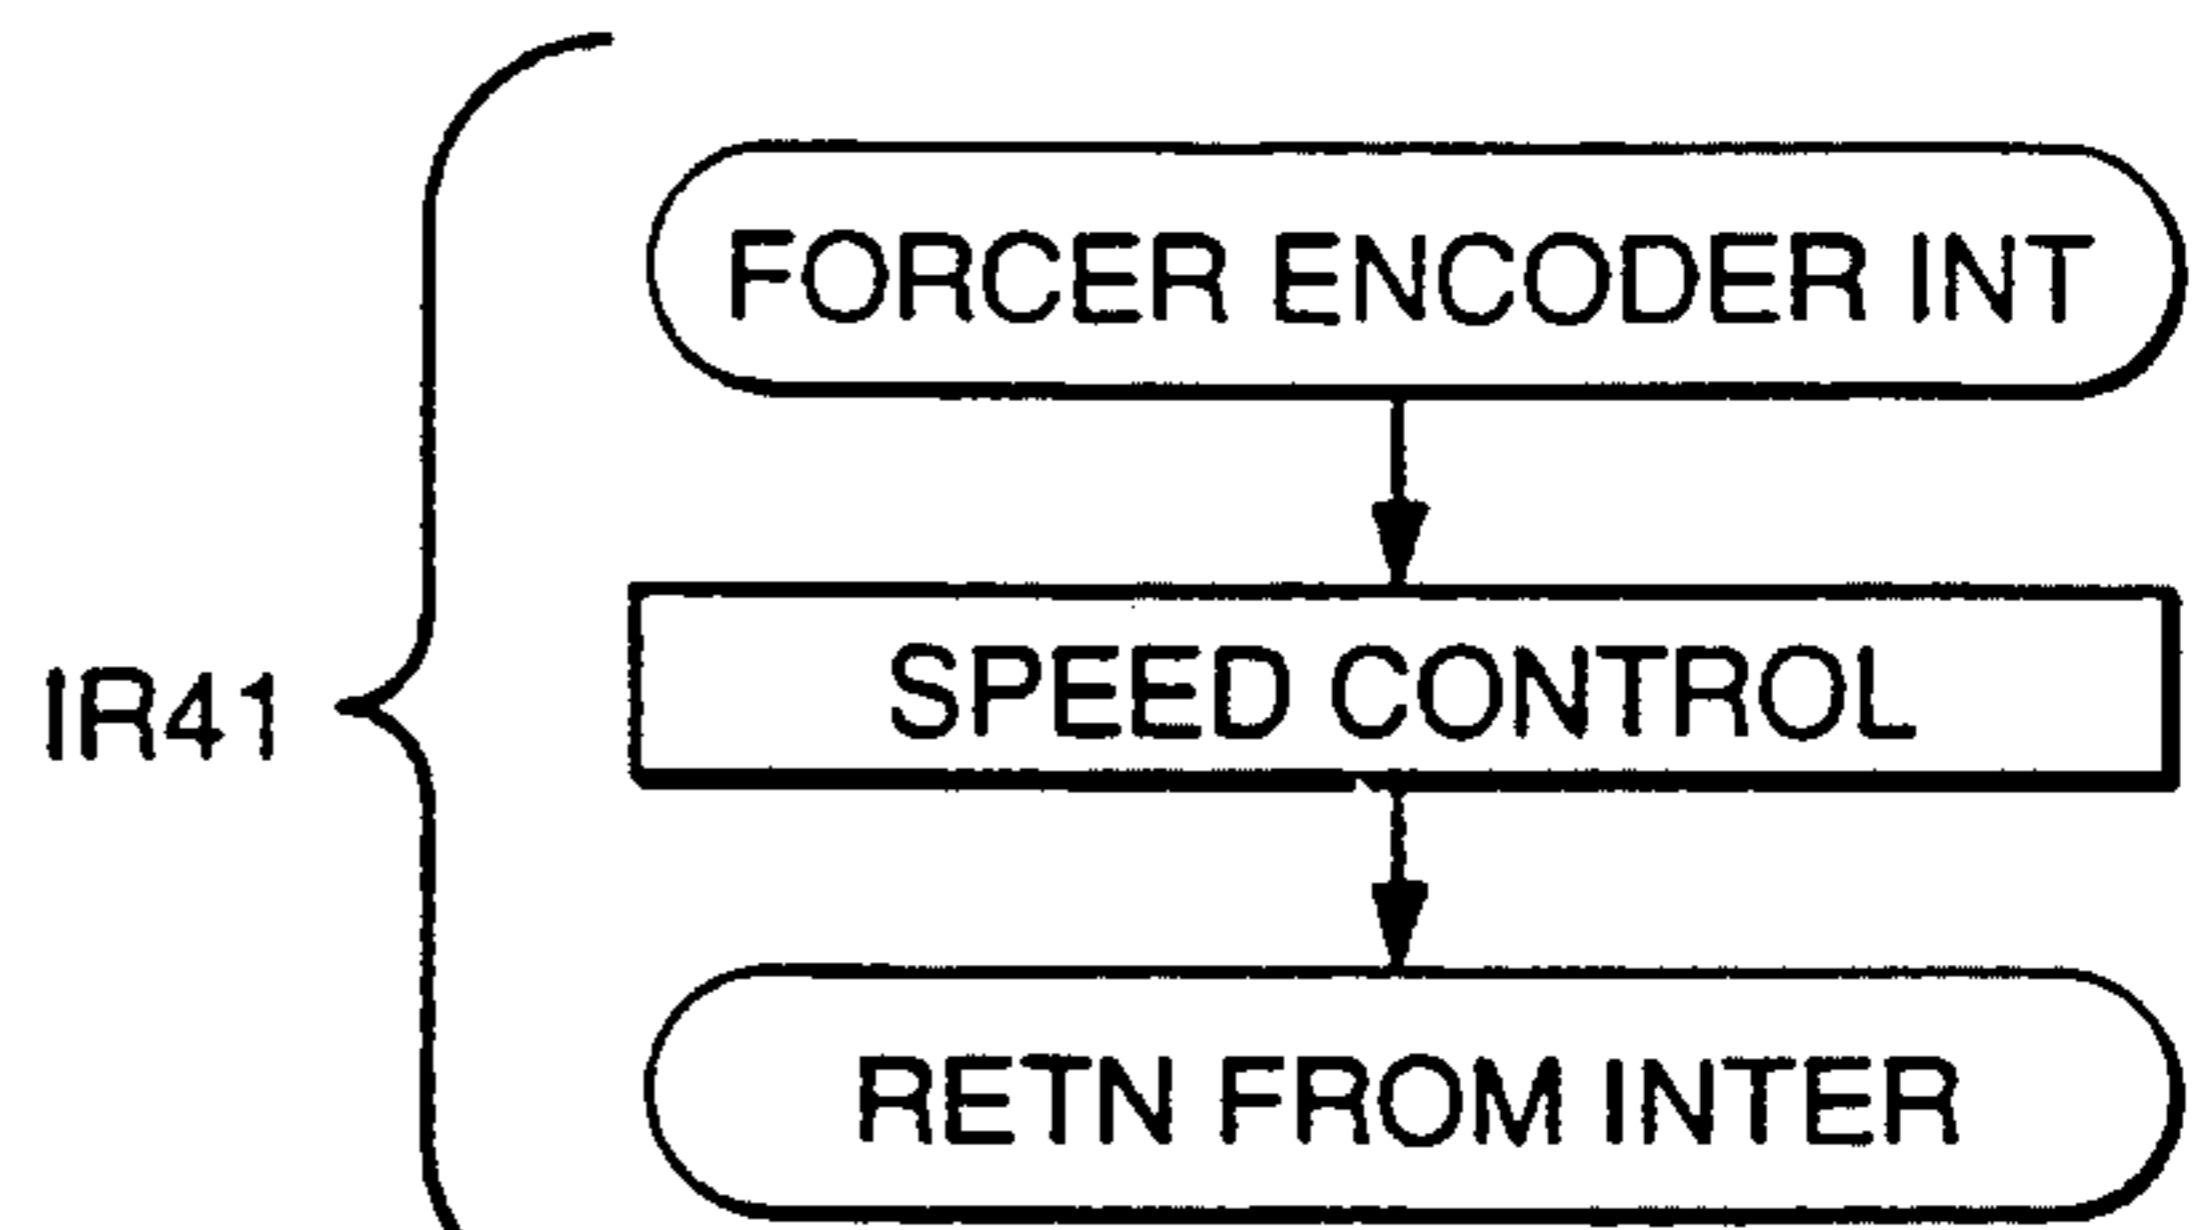 FORCER ENCODER INT
SPEED CONTROL
IR41
RETN FROM INTER